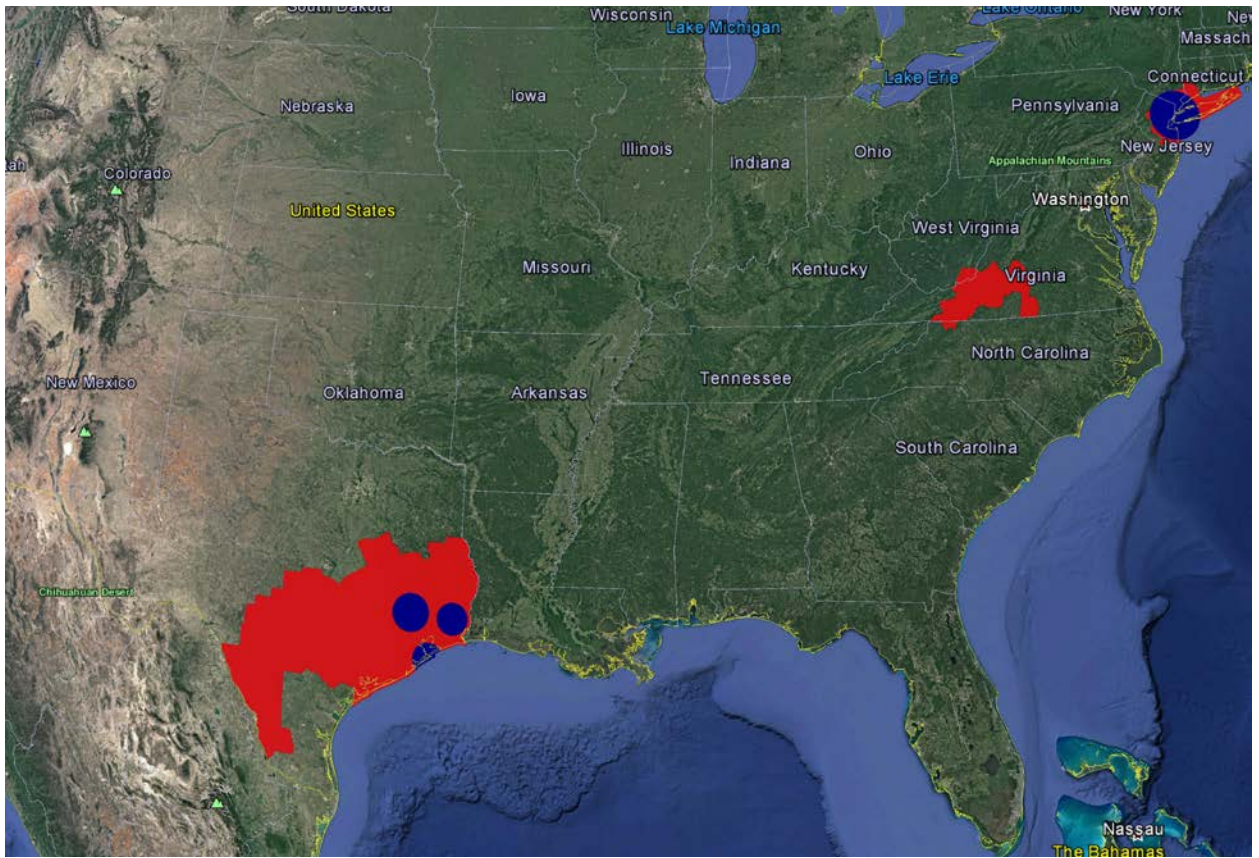 South Dakota
Wisconsin
Lake Michigan
Lake Ontario
New York
Massach
Lake Erie
Connecticut
Nebraska
Iowa
Pennsylvania
Illinois
Indiana
Ohio
New Jersey
Appalachian Mountains
Colorado
Washington
United States
West Virginia
Missouri
Kentucky
Virginia
North Carolina
New Mexico
Oklahoma
Arkansas
Tennessee
South Carolina
Chihuahuan Desert
Nassau
The Bahamas